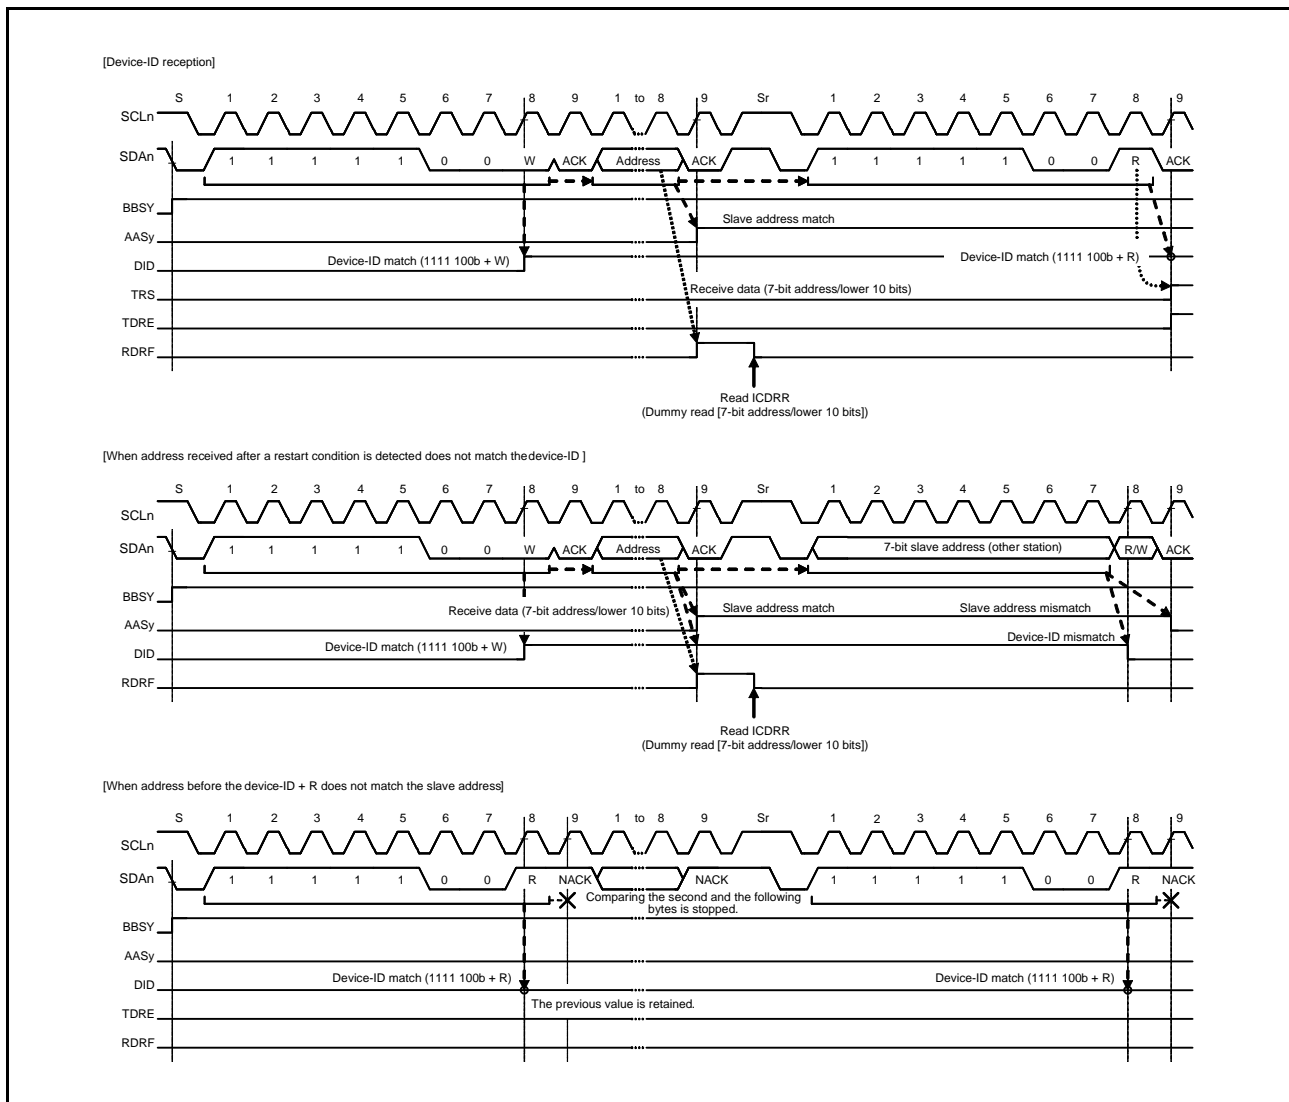 [Device-ID reception]
S 1 2 3 4 5 6 7 8 9 1 to 8 9 Sr 1 2 3 4 5 6 7 8 9
SCLn
SDAn 1 1 1 1 1 0 0 W ACK Address ACK 1 1 1 1 1 0 0 R ACK
BBSY
Slave address match
AASy
Device-ID match (1111 100b + W) Device-ID match (1111 100b + R)
DID
Receive data (7-bit address/lower 10 bits)
TRS
TDRE
RDRF
Read ICDRR
(Dummy read [7-bit address/lower 10 bits])
[When address received after a restart condition is detected does not match thedevice-ID ]
S 1 2 3 4 5 6 7 8 9 1 to 8 9 Sr 1 2 3 4 5 6 7 8 9
SCLn
SDAn 1 1 1 1 1 0 0 W ACK Address ACK 7-bit slave address (other station) R/W ACK
BBSY
Receive data (7-bit address/lower 10 bits) Slave address match Slave address mismatch
AASy
Device-ID match (1111 100b + W) Device-ID mismatch
DID
RDRF
Read ICDRR
(Dummy read [7-bit address/lower 10 bits])
[When address before the device-ID + R does not match the slave address]
S 1 2 3 4 5 6 7 8 9 1 to 8 9 Sr 1 2 3 4 5 6 7 8 9
SCLn
SDAn 1 1 1 1 1 0 0 R NACK NACK 1 1 1 1 1 0 0 R NACK
Comparing the second and the following
bytes is stopped.
BBSY
AASy
Device-ID match (1111 100b + R) Device-ID match (1111 100b + R)
DID
The previous value is retained.
TDRE
RDRF